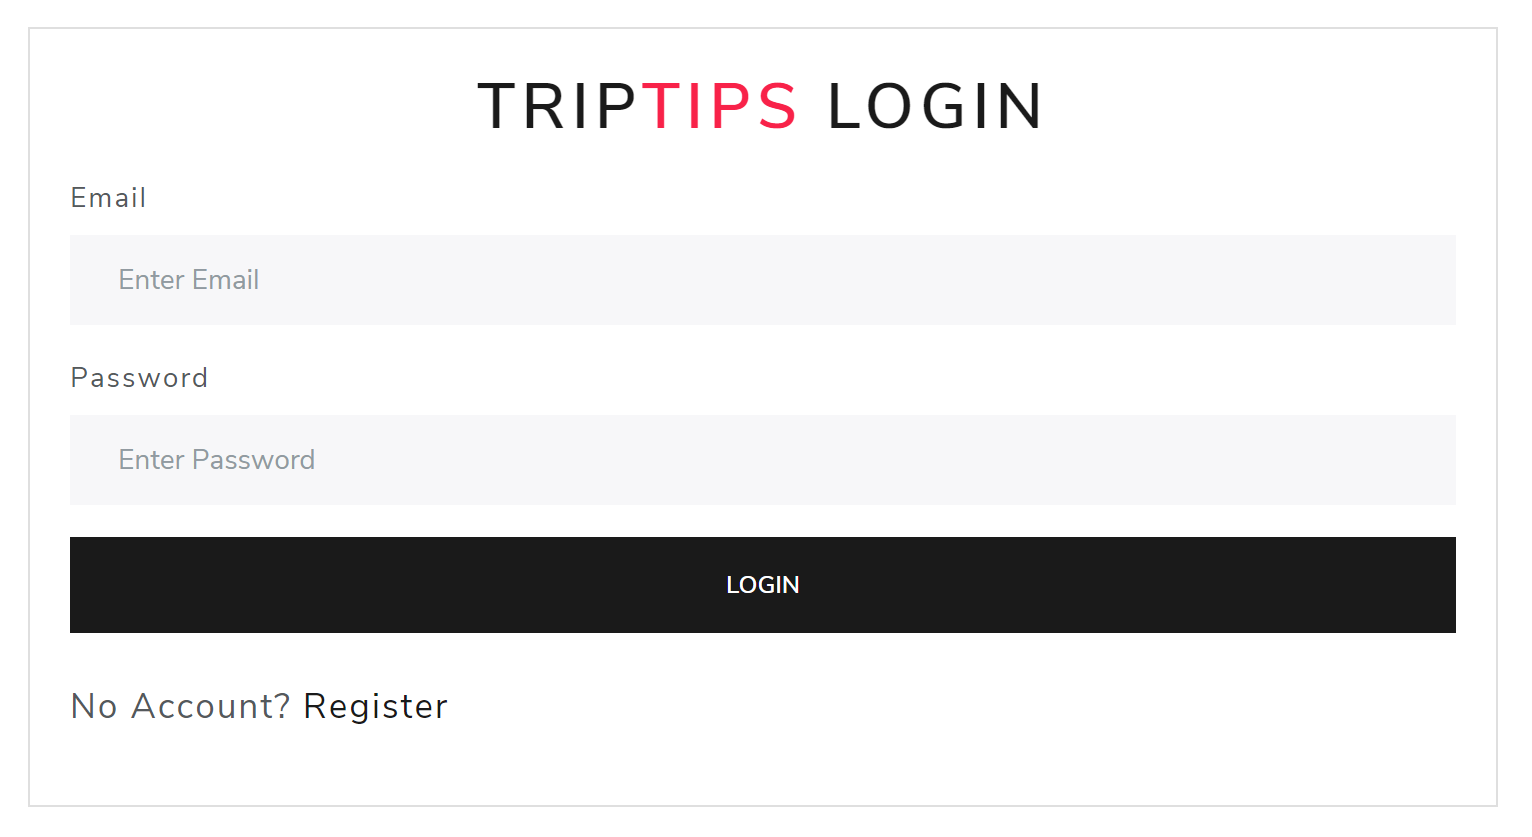 TRIPTIPS LOGIN
Email
Enter Email
Password
Enter Password
LOGIN
No Account? Register